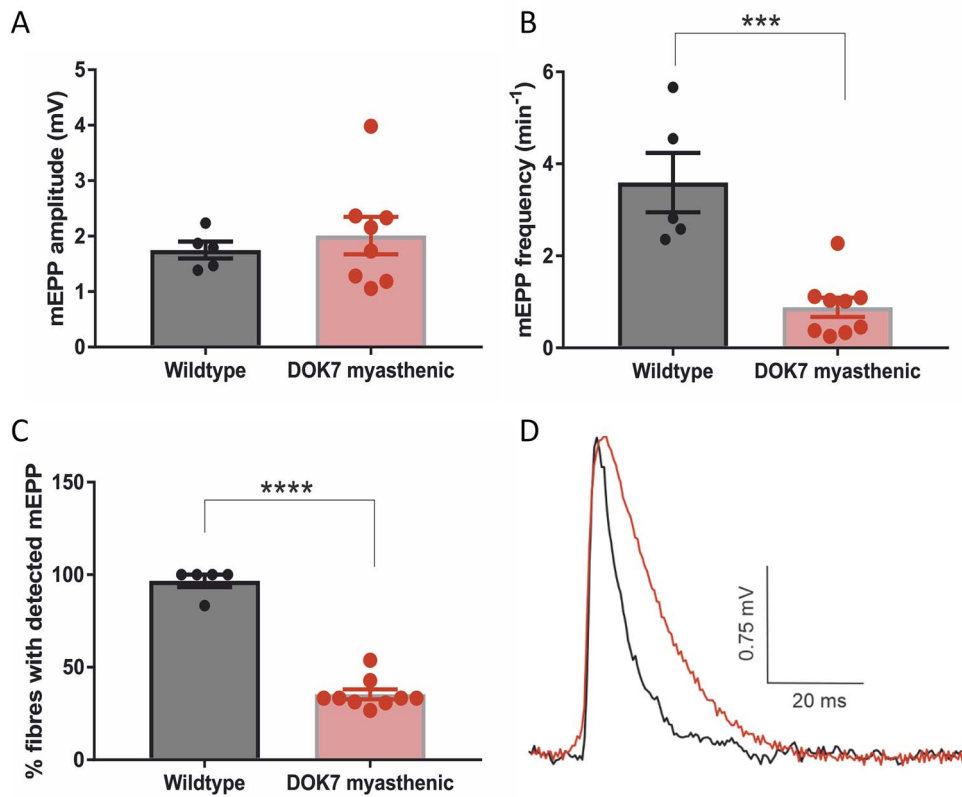 A
mEPP amplitude (mV)
5
4
3
2
1
0
Wildtype
DOK7 myasthenic
B
***
mEPP frequency (min⁻¹)
6
4
2
0
Wildtype
DOK7 myasthenic
C
****
% fibres with detected mEPP
150
100
50
0
Wildtype
DOK7 myasthenic
D
0.75 mV
20 ms